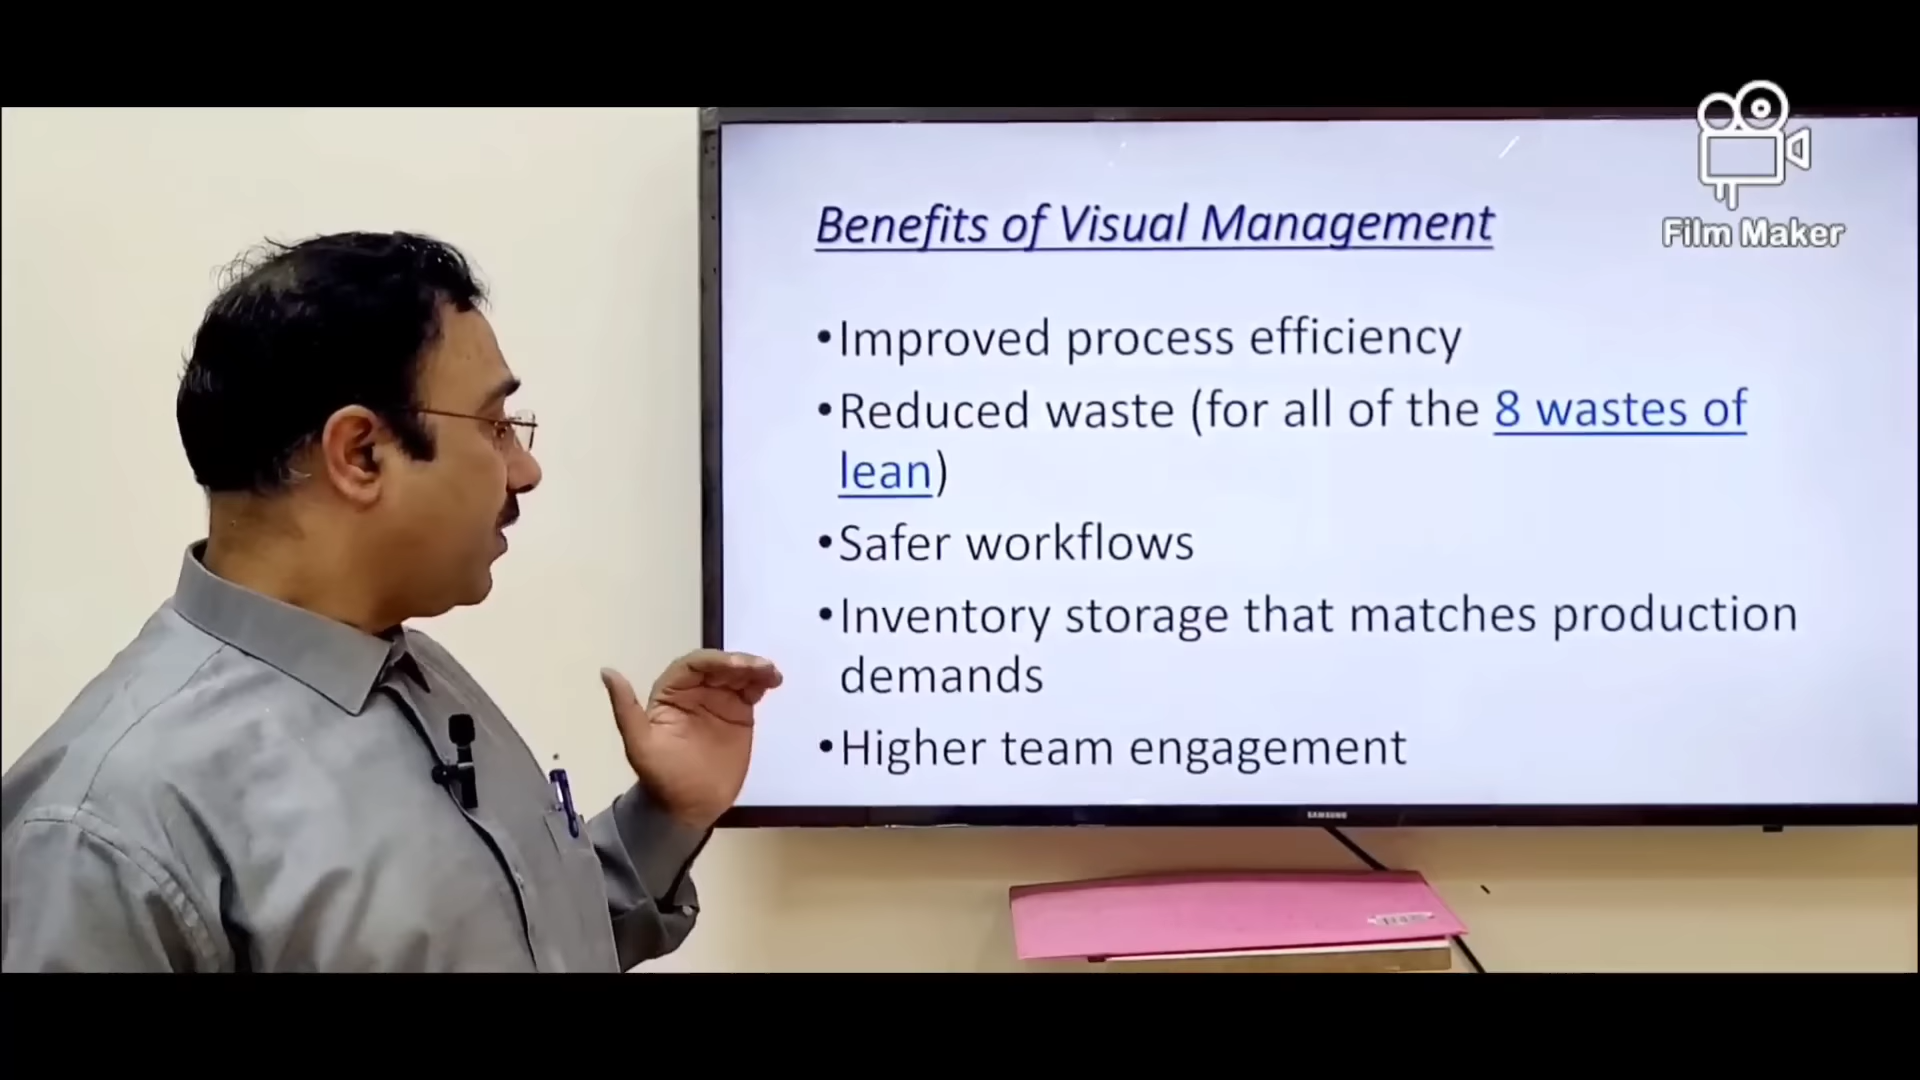 Film Maker
Benefits of Visual Management
•Improved process efficiency
•Reduced waste (for all of the 8 wastes of
lean)
•Safer workflows
•Inventory storage that matches production
demands
•Higher team engagement
SAMSUNG